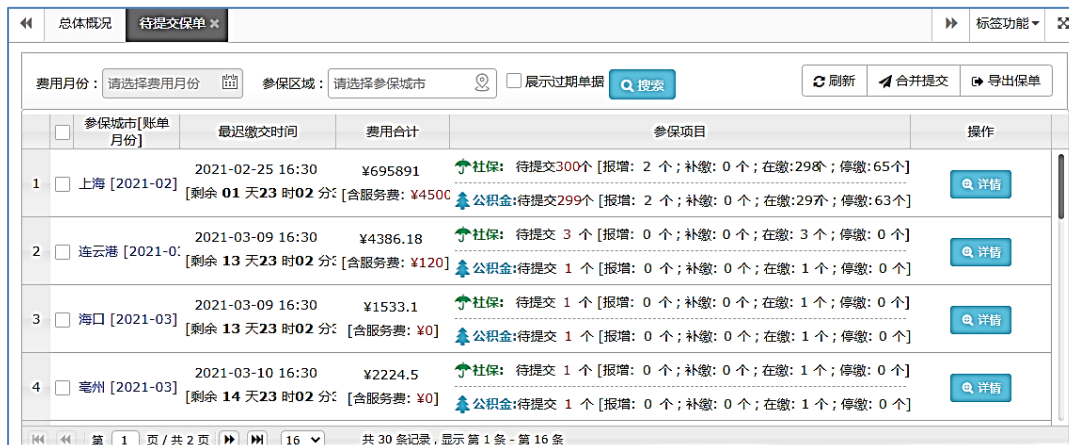 总体概况 待提交保单 × 标签功能
费用月份： 请选择费用月份 参保区域： 请选择参保城市 展示过期单据 搜索 刷新 合并提交 导出保单
参保城市[账单月份] 最迟缴交时间 费用合计 参保项目 操作
1 上海 [2021-02] 2021-02-25 16:30 ¥695891 社保: 待提交300个 [报增: 2 个；补缴: 0 个；在缴:298个；停缴:65个] 详情
[剩余 01 天23 时02 分 [含服务费: ¥4500 公积金:待提交299个 [报增: 2 个；补缴: 0 个；在缴:297个；停缴:63个]
2 连云港 [2021-0 2021-03-09 16:30 ¥4386.18 社保: 待提交 3 个 [报增: 0 个；补缴: 0 个；在缴: 3 个；停缴: 0 个] 详情
[剩余 13 天23 时02 分 [含服务费: ¥120] 公积金:待提交 1 个 [报增: 0 个；补缴: 0 个；在缴: 1 个；停缴: 0 个]
3 海口 [2021-03] 2021-03-09 16:30 ¥1533.1 社保: 待提交 1 个 [报增: 0 个；补缴: 0 个；在缴: 1 个；停缴: 0 个] 详情
[剩余 13 天23 时02 分 [含服务费: ¥0] 公积金:待提交 1 个 [报增: 0 个；补缴: 0 个；在缴: 1 个；停缴: 0 个]
4 亳州 [2021-03] 2021-03-10 16:30 ¥2224.5 社保: 待提交 1 个 [报增: 0 个；补缴: 0 个；在缴: 1 个；停缴: 0 个] 详情
[剩余 14 天23 时02 分 [含服务费: ¥0] 公积金:待提交 1 个 [报增: 0 个；补缴: 0 个；在缴: 1 个；停缴: 0 个]
第 1 页 / 共 2 页 16 共 30 条记录，显示 第 1 条 - 第 16 条